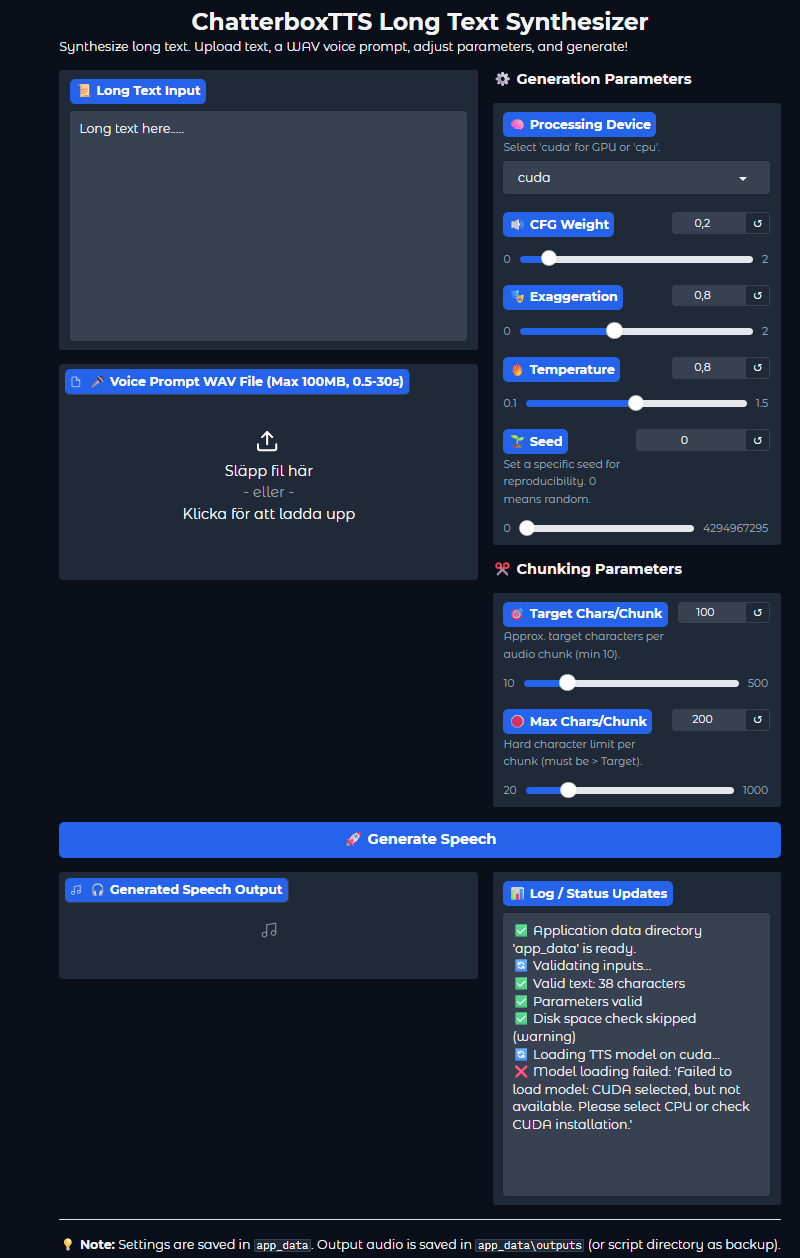 ChatterboxTTS Long Text Synthesizer
Synthesize long text. Upload text, a WAV voice prompt, adjust parameters, and generate!
📜 Long Text Input
Long text here.....
🎤 Voice Prompt WAV File (Max 100MB, 0.5-30s)
Släpp fil här
- eller -
Klicka för att ladda upp
⚙️ Generation Parameters
🧠 Processing Device
Select 'cuda' for GPU or 'cpu'.
cuda
🔊 CFG Weight
0,2
↺
0
2
🎭 Exaggeration
0,8
↺
0
2
🔥 Temperature
0,8
↺
0.1
1.5
🌱 Seed
0
↺
Set a specific seed for
reproducibility. 0
means random.
0
4294967295
✂️ Chunking Parameters
🎯 Target Chars/Chunk
100
↺
Approx. target characters per
audio chunk (min 10).
10
500
🛑 Max Chars/Chunk
200
↺
Hard character limit per
chunk (must be > Target).
20
1000
🚀 Generate Speech
🎧 Generated Speech Output
📊 Log / Status Updates
✅ Application data directory
'app_data' is ready.
🔄 Validating inputs...
✅ Valid text: 38 characters
✅ Parameters valid
✅ Disk space check skipped
(warning)
🔄 Loading TTS model on cuda...
❌ Model loading failed: 'Failed to
load model: CUDA selected, but not
available. Please select CPU or check
CUDA installation.'
💡 Note: Settings are saved in app_data. Output audio is saved in app_data\outputs (or script directory as backup).